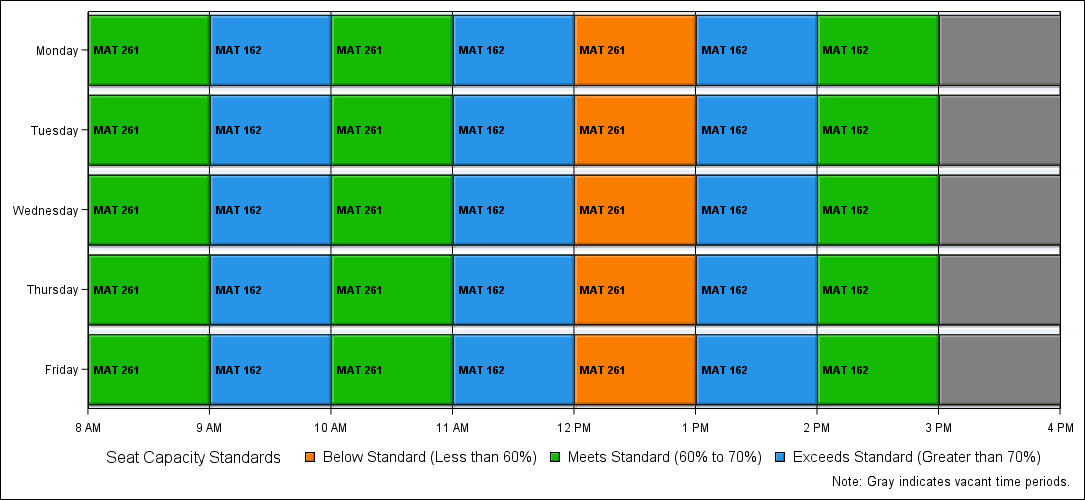 Monday MAT 261 MAT 162 MAT 261 MAT 162 MAT 261 MAT 162 MAT 162
Tuesday MAT 261 MAT 162 MAT 261 MAT 162 MAT 261 MAT 162 MAT 162
Wednesday MAT 261 MAT 162 MAT 261 MAT 162 MAT 261 MAT 162 MAT 162
Thursday MAT 261 MAT 162 MAT 261 MAT 162 MAT 261 MAT 162 MAT 162
Friday MAT 261 MAT 162 MAT 261 MAT 162 MAT 261 MAT 162 MAT 162
8 AM 9 AM 10 AM 11 AM 12 PM 1 PM 2 PM 3 PM 4 PM
Seat Capacity Standards Below Standard (Less than 60%) Meets Standard (60% to 70%) Exceeds Standard (Greater than 70%)
Note: Gray indicates vacant time periods.